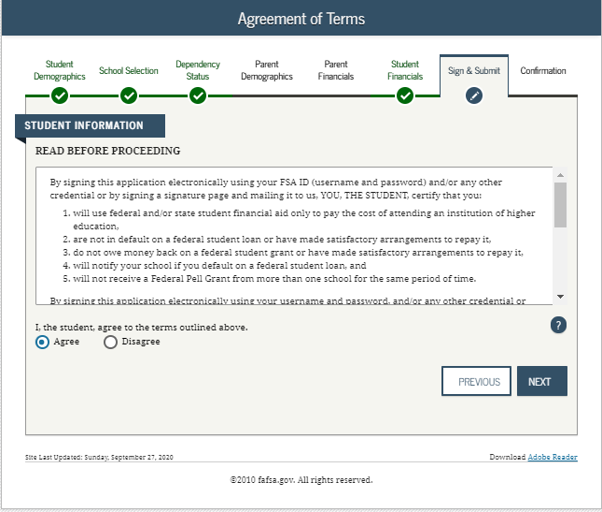 Agreement of Terms
Student
Demographics
School Selection
Dependency
Status
Parent
Demographics
Parent
Financials
Student
Financials
Sign & Submit
Confirmation
STUDENT INFORMATION
READ BEFORE PROCEEDING
By signing this application electronically using your FSA ID (username and password) and/or any other
credential or by signing a signature page and mailing it to us, YOU, THE STUDENT, certify that you:
1. will use federal and/or state student financial aid only to pay the cost of attending an institution of higher
education,
2. are not in default on a federal student loan or have made satisfactory arrangements to repay it,
3. do not owe money back on a federal student grant or have made satisfactory arrangements to repay it,
4. will notify your school if you default on a federal student loan, and
5. will not receive a Federal Pell Grant from more than one school for the same period of time.
By signing this application electronically using your username and password, and/or any other credential or
I, the student, agree to the terms outlined above.
?
Agree Disagree
PREVIOUS NEXT
Site Last Updated: Sunday, September 27, 2020 Download Adobe Reader
©2010 fafsa.gov. All rights reserved.